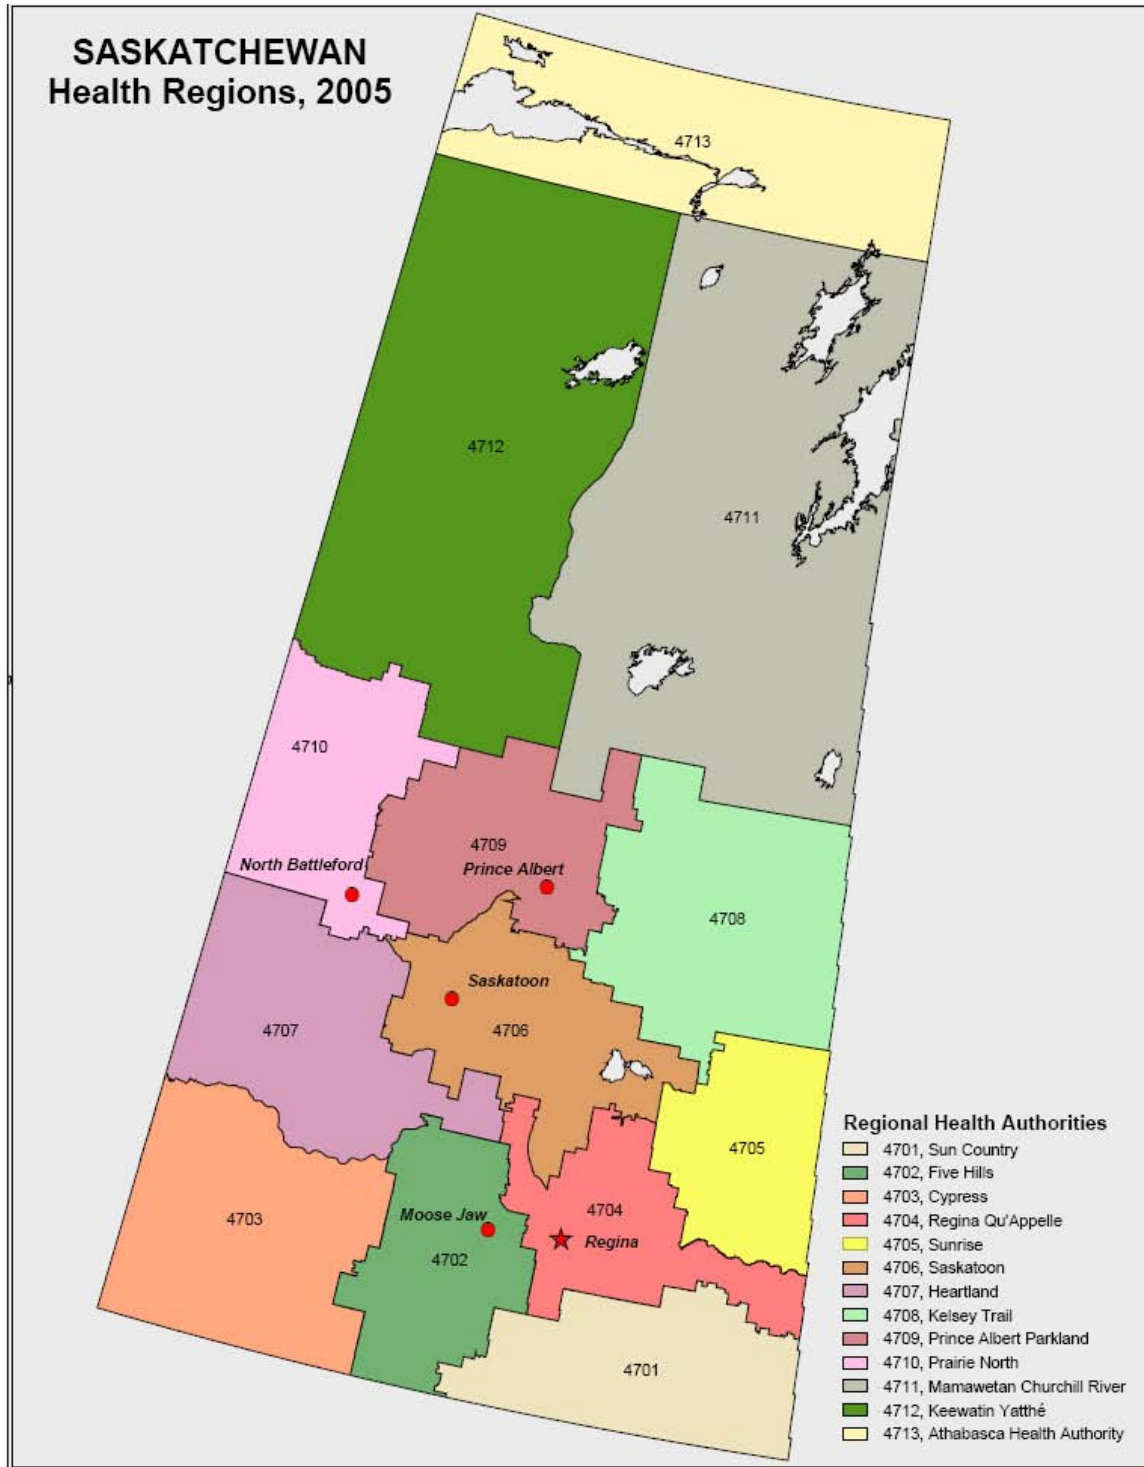 SASKATCHEWAN
Health Regions, 2005
4713
4712
4711
4710
4709
North Battleford
Prince Albert
4708
Saskatoon
4707
4706
Regional Health Authorities
4701, Sun Country
4705
4702, Five Hills
4703, Cypress
4703
Moose Jaw
4704
4704, Regina Qu'Appelle
Regina
4705, Sunrise
4702
4706, Saskatoon
4707, Heartland
4708, Kelsey Trail
4709, Prince Albert Parkland
4701
4710, Prairie North
4711, Mamawetan Churchill River
4712, Keewatin Yatthé
4713, Athabasca Health Authority